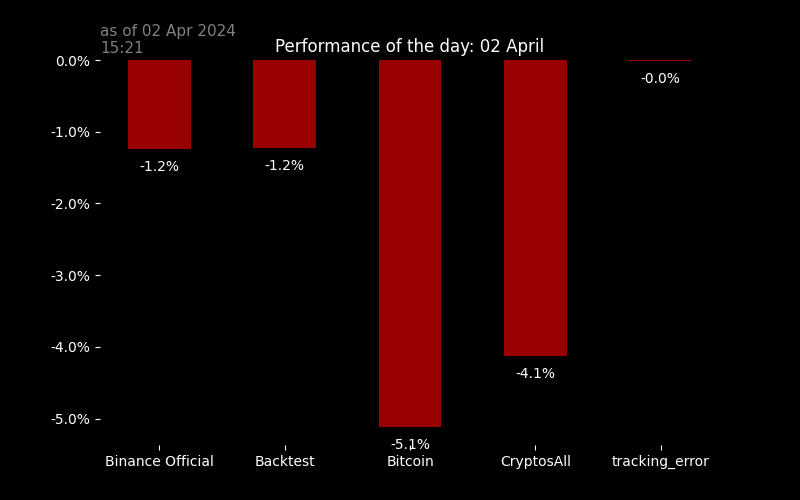 as of 02 Apr 2024
15:21
Performance of the day: 02 April
0.0%
-1.0%
-2.0%
-3.0%
-4.0%
-5.0%
-1.2%
-1.2%
-5.1%
-4.1%
-0.0%
Binance Official
Backtest
Bitcoin
CryptosAll
tracking_error